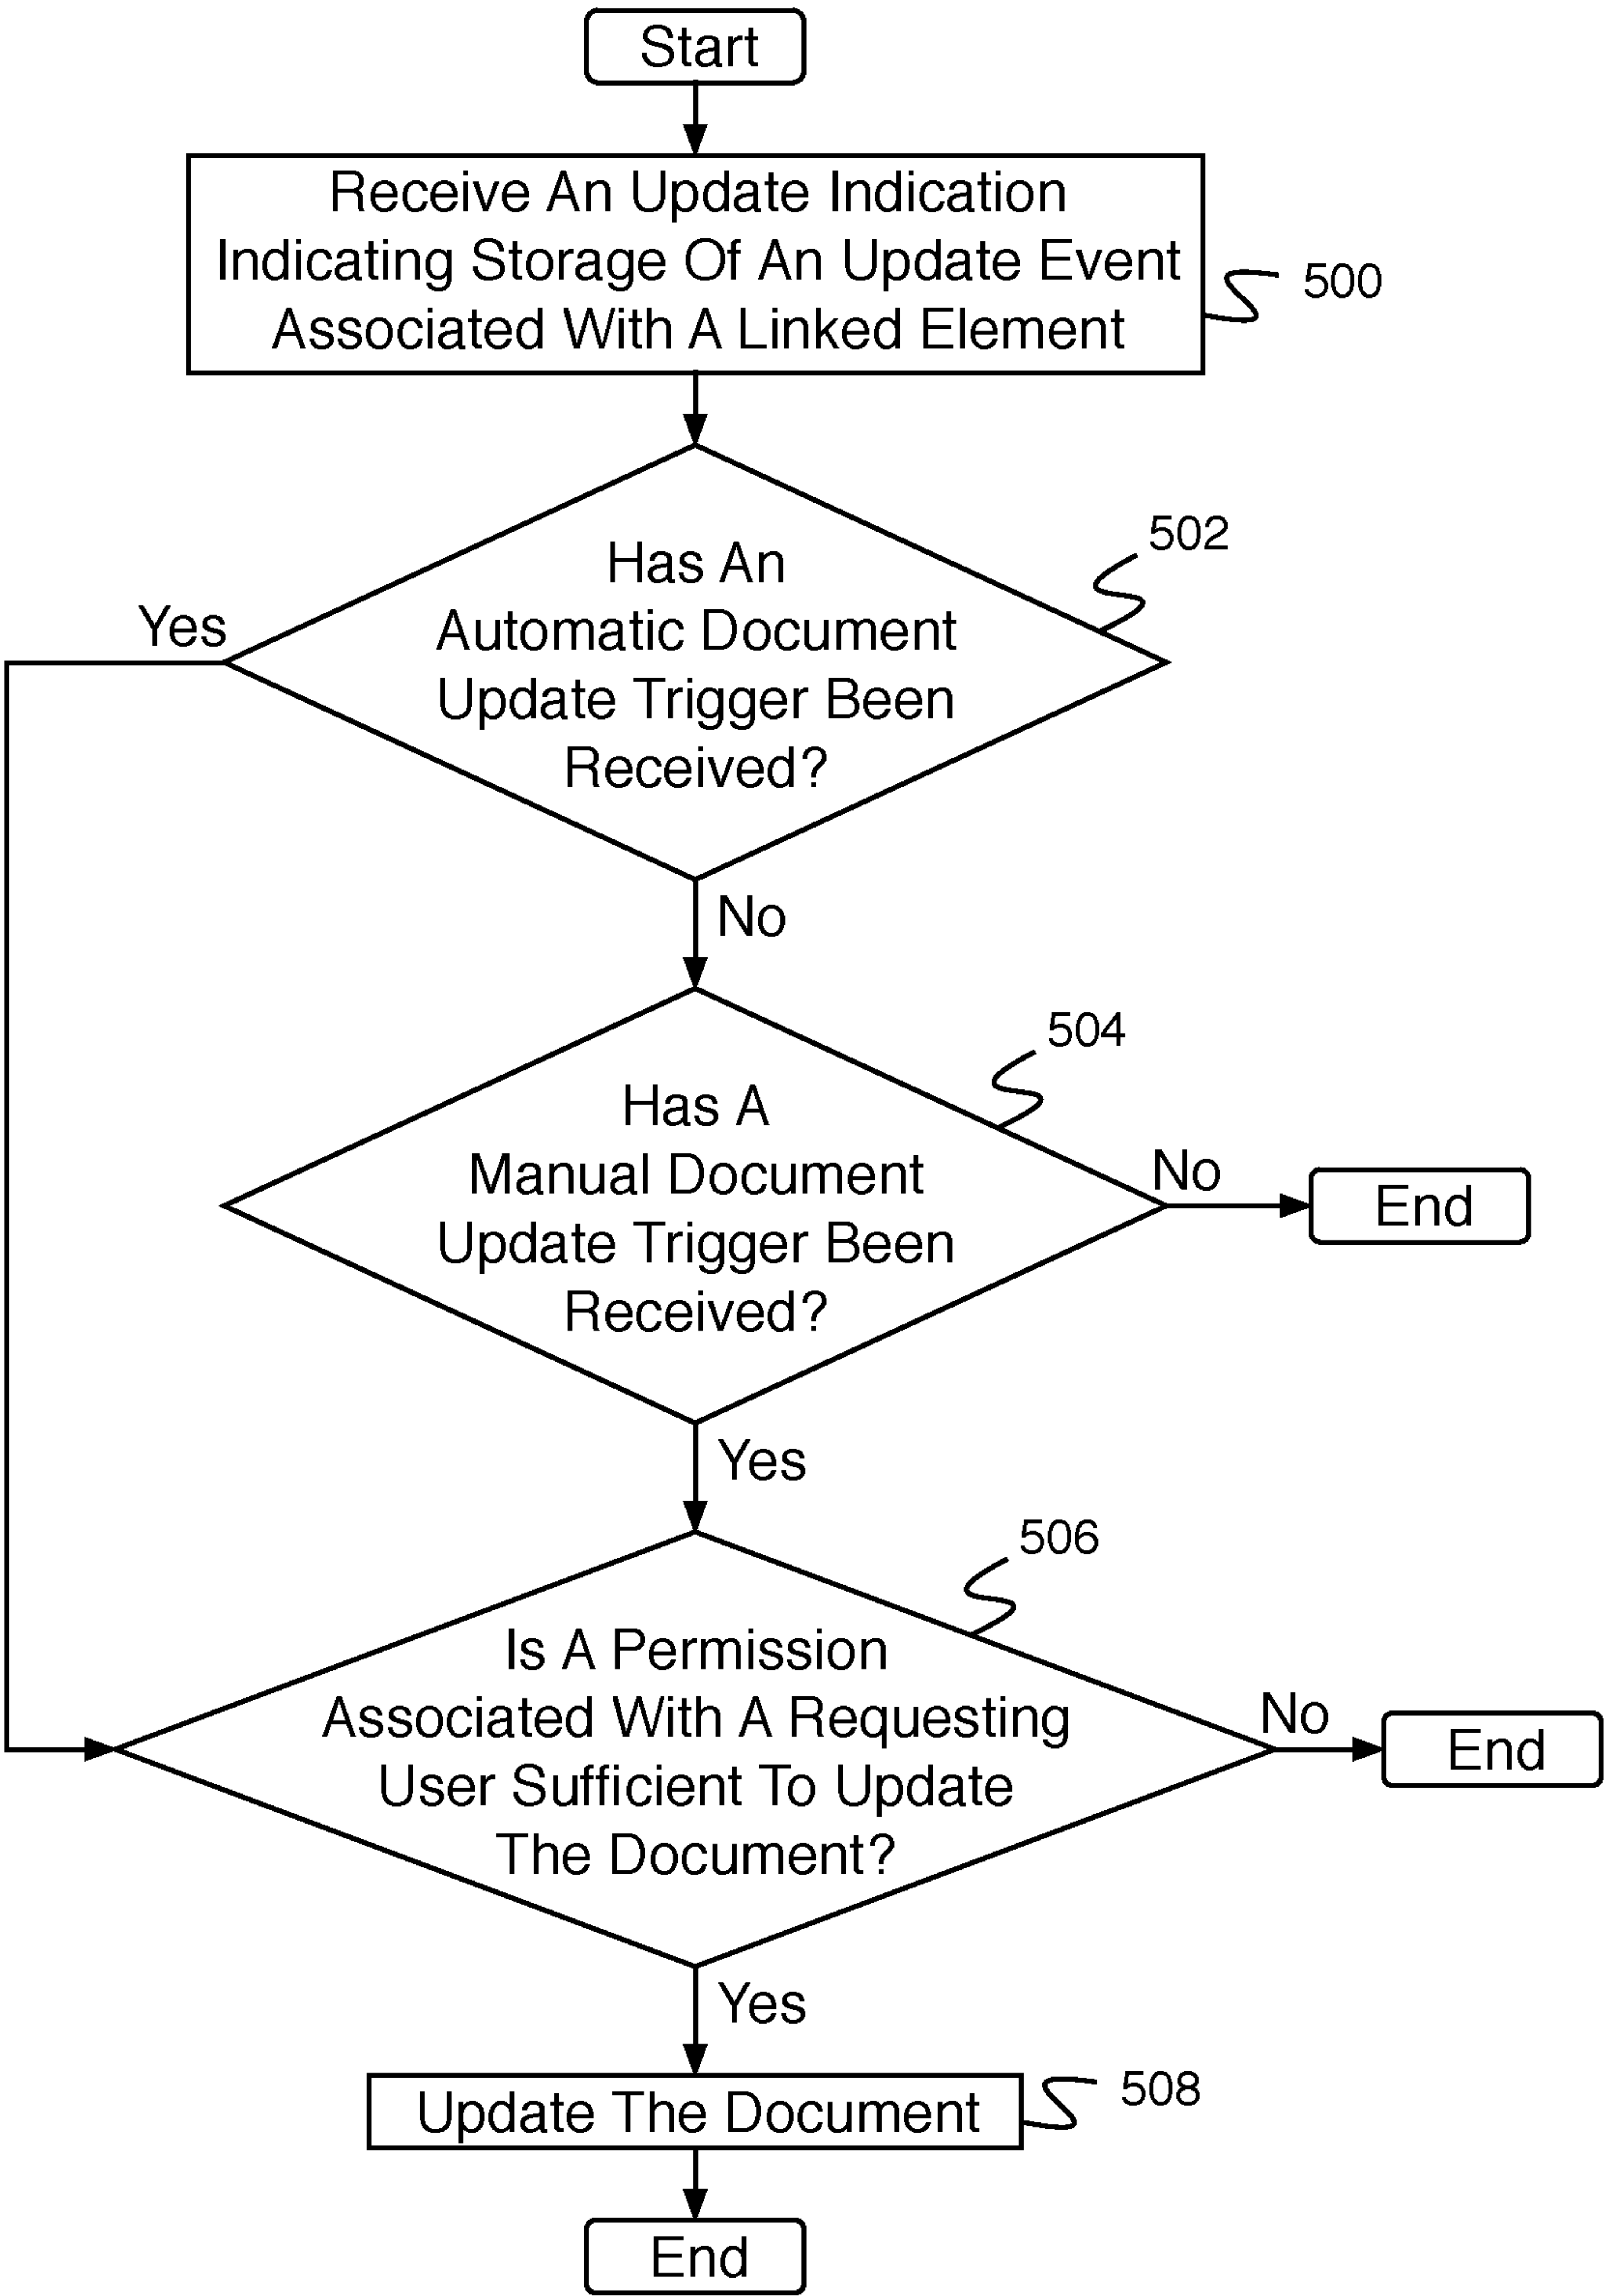 Start
Receive An Update Indication
Indicating Storage Of An Update Event
Associated With A Linked Element
500
502
Has An
Automatic Document
Update Trigger Been
Received?
Yes
No
504
Has A
Manual Document
Update Trigger Been
Received?
No
End
Yes
506
Is A Permission
Associated With A Requesting
User Sufficient To Update
The Document?
No
End
Yes
Update The Document
508
End